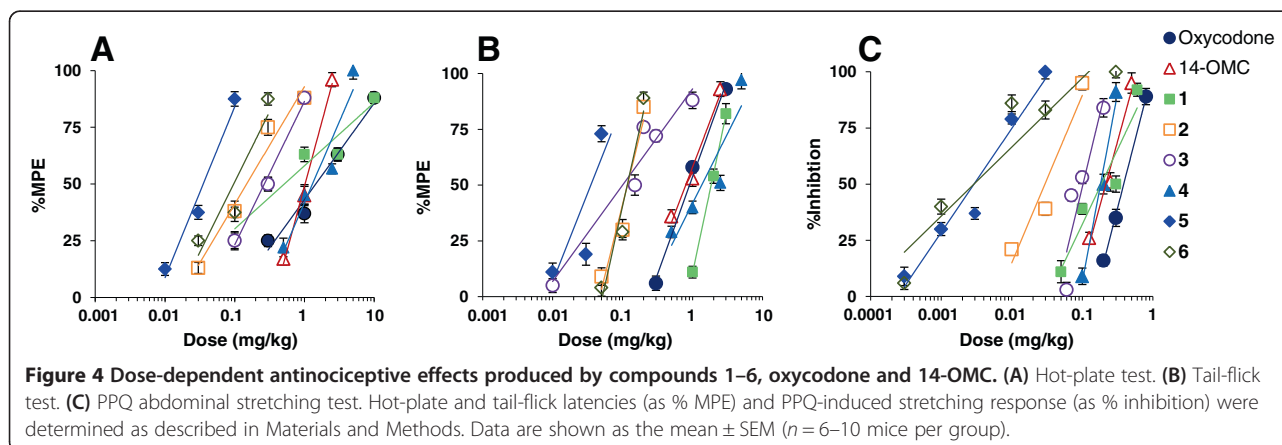 A
B
C
%MPE
100
75
50
25
0
0.001
0.01
0.1
1
10
Dose (mg/kg)
%MPE
100
75
50
25
0
0.0001
0.001
0.01
0.1
1
10
Dose (mg/kg)
%Inhibtion
100
75
50
25
0
0.0001
0.001
0.01
0.1
1
Dose (mg/kg)
Oxycodone
14-OMC
1
2
3
4
5
6
Figure 4 Dose-dependent antinociceptive effects produced by compounds 1–6, oxycodone and 14-OMC. (A) Hot-plate test. (B) Tail-flick
test. (C) PPQ abdominal stretching test. Hot-plate and tail-flick latencies (as % MPE) and PPQ-induced stretching response (as % inhibition) were
determined as described in Materials and Methods. Data are shown as the mean ± SEM (n = 6–10 mice per group).